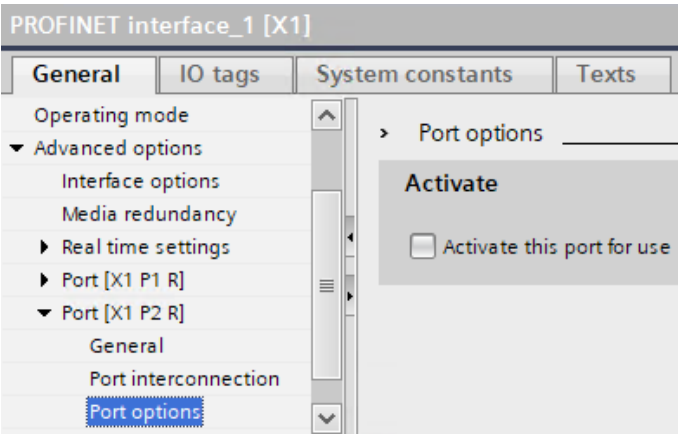 PROFINET interface_1 [X1]
General IO tags System constants Texts
Operating mode
Advanced options
Interface options
Media redundancy
Real time settings
Port [X1 P1 R]
Port [X1 P2 R]
General
Port interconnection
Port options
Port options
Activate
Activate this port for use